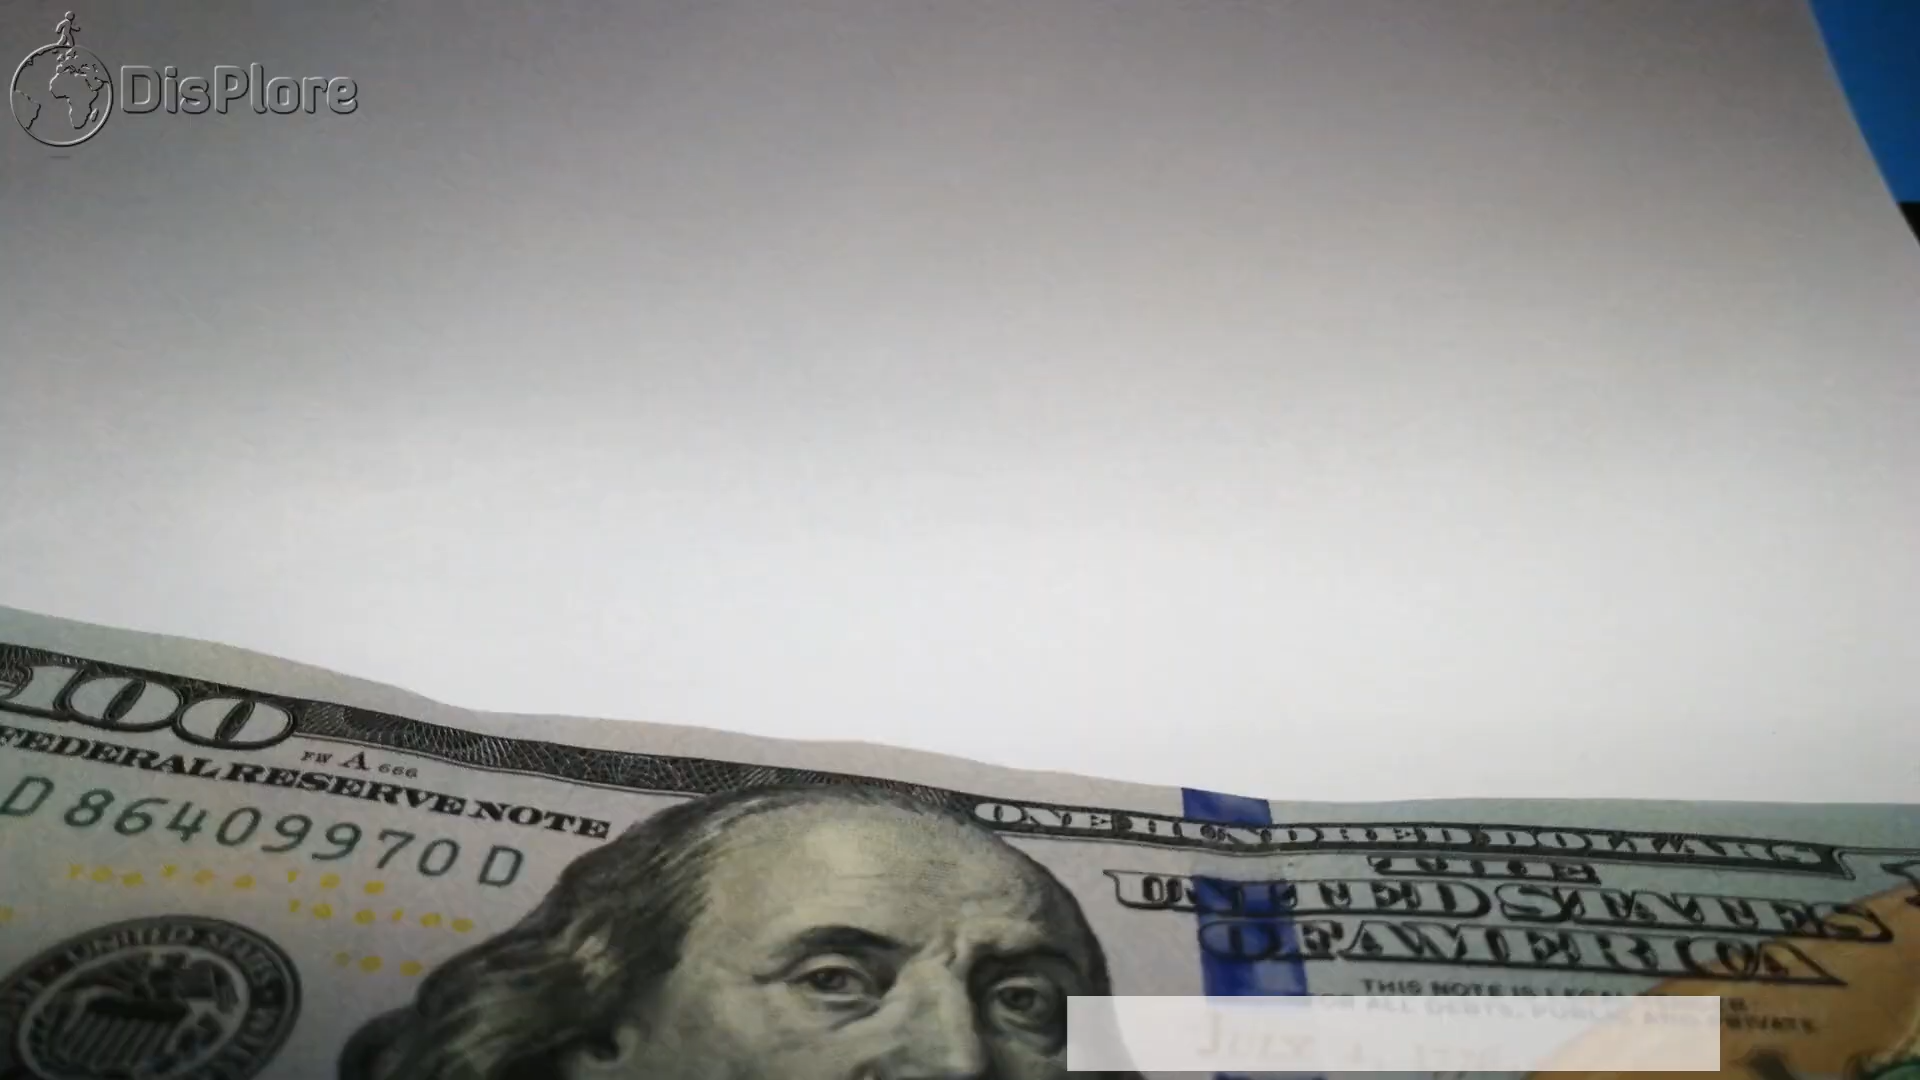 DisPlore
100
FEDERAL RESERVE NOTE
FW A 666
D 86409970 D
ONE HUNDRED DOLLARS
THE
UNITED STATES
OF AMERICA
THIS NOTE IS LEGAL
FOR ALL DEBTS, PUBLIC AND PRIVATE